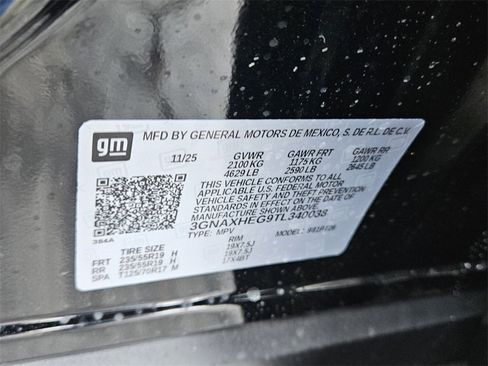 gm
MFD BY GENERAL MOTORS DE MEXICO, S. DE R.L. DE C.V.
11/25 GVWR GAWR FRT GAWR RR
2100 KG 1175 KG 1200 KG
4629 LB 2590 LB 2645 LB
THIS VEHICLE CONFORMS TO ALL
APPLICABLE U.S. FEDERAL MOTOR
VEHICLE SAFETY AND THEFT
PREVENTION STANDARDS IN EFFECT
ON THE DATE OF MANUFACTURE
SHOWN ABOVE.
3GNAXHEG9TL340038
TYPE: MPV MODEL:
384A
TIRE SIZE RIM
FRT 235/55R19 H 19X7.5J
RR 235/55R19 H 19X7.5J
SPA T125/70R17 M 17X4BT